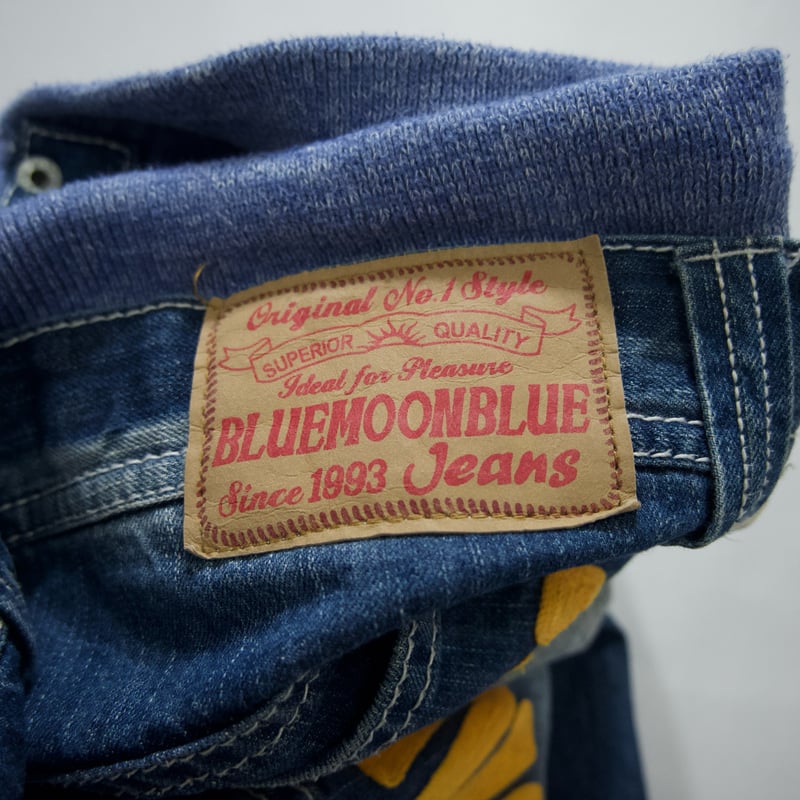 Original No.1 Style
SUPERIOR QUALITY
Ideal for Pleasure
BLUEMOONBLUE
Since 1993 Jeans